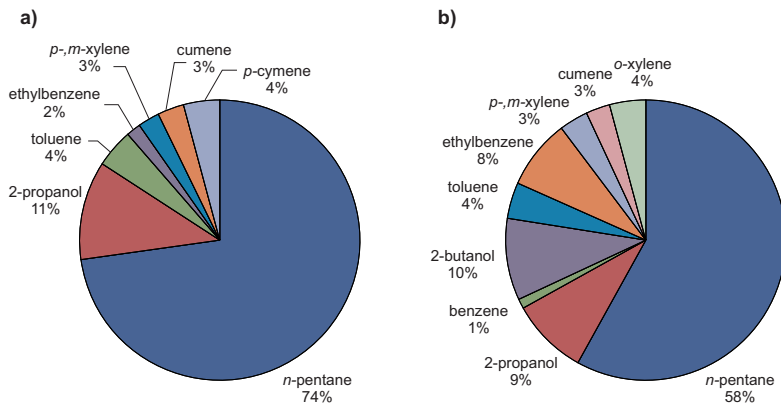 a)
p-,m-xylene
3%
cumene
3%
p-cymene
4%
ethylbenzene
2%
toluene
4%
2-propanol
11%
n-pentane
74%
b)
o-xylene
4%
cumene
3%
p-,m-xylene
3%
ethylbenzene
8%
toluene
4%
2-butanol
10%
benzene
1%
2-propanol
9%
n-pentane
58%